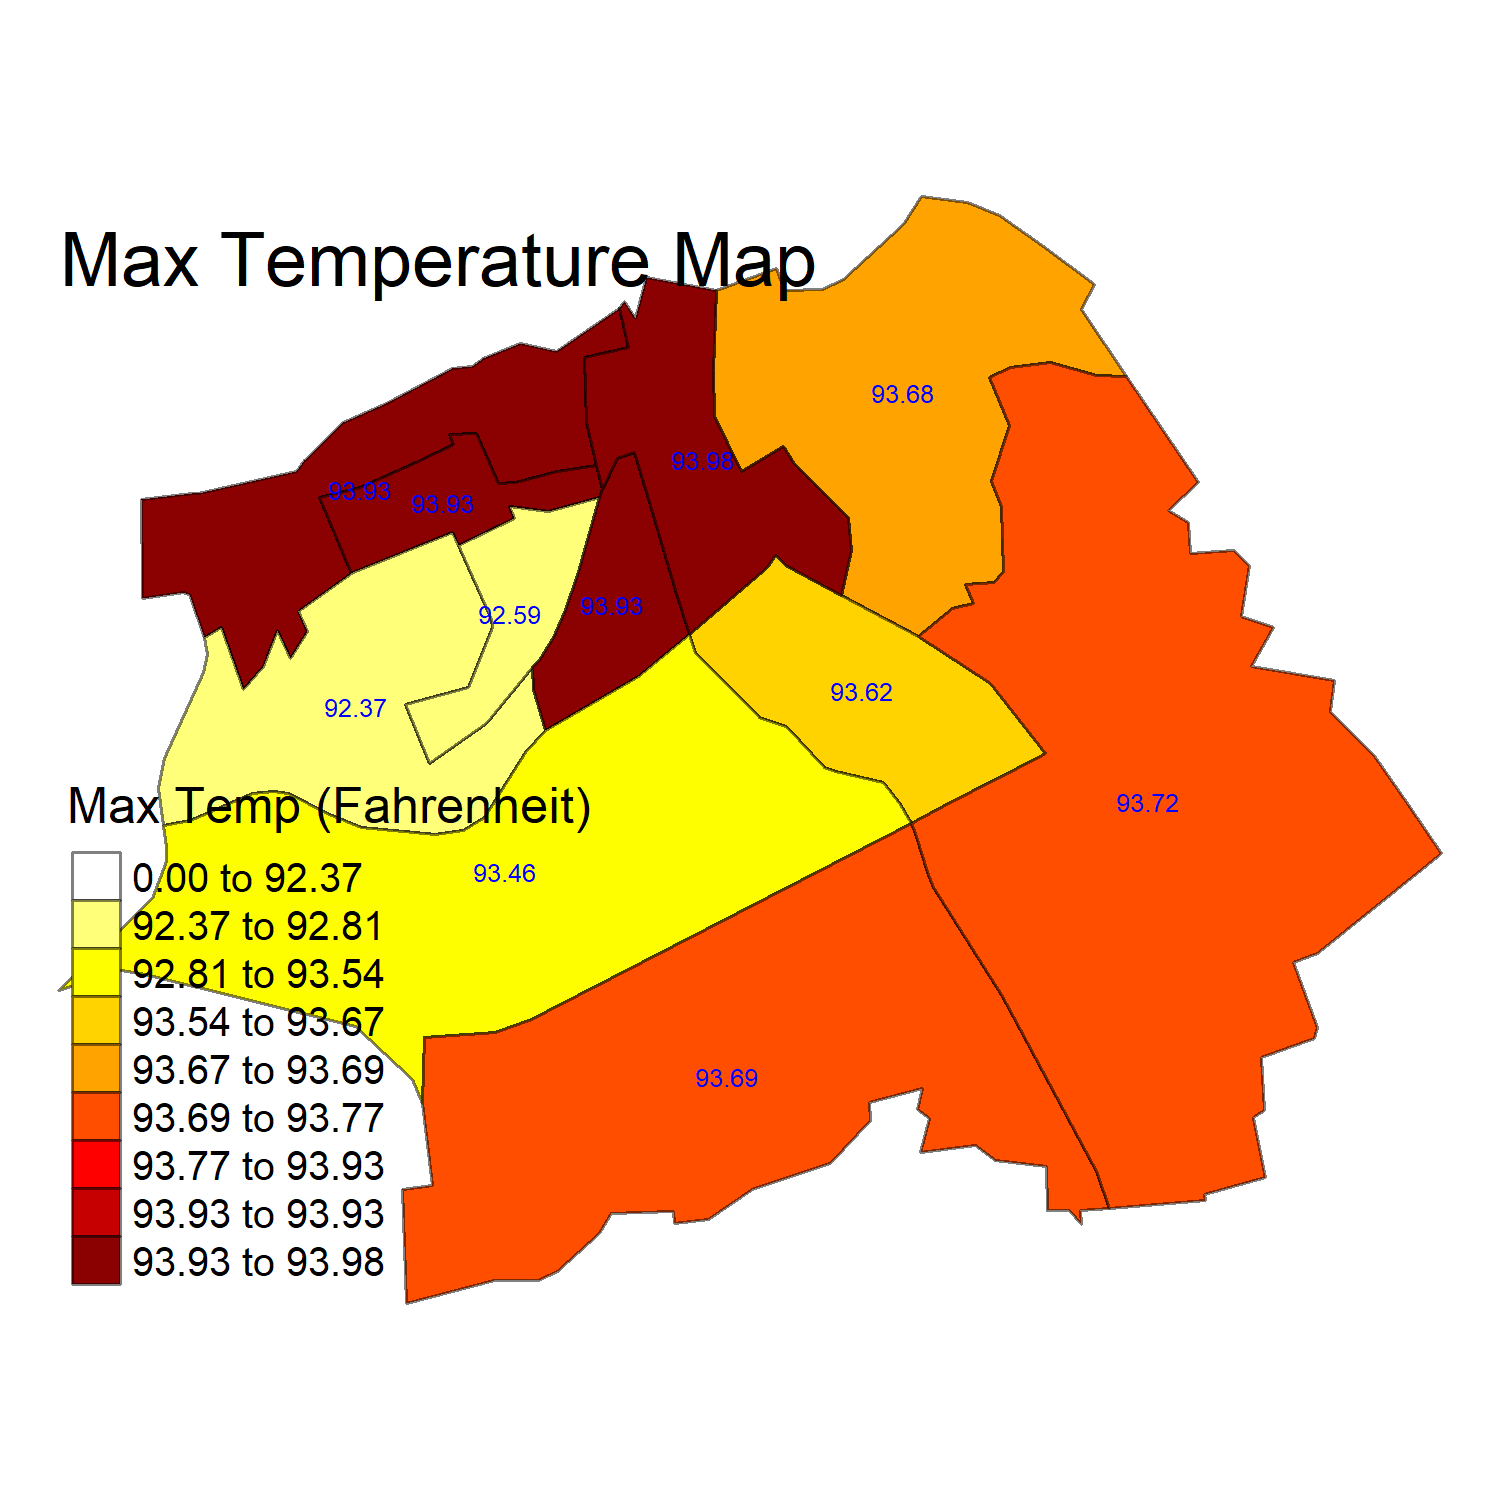 Max Temperature Map
93.68
93.98
93.93
93.93
92.59
93.93
93.62
92.37
93.72
93.46
93.69
Max Temp (Fahrenheit)
0.00 to 92.37
92.37 to 92.81
92.81 to 93.54
93.54 to 93.67
93.67 to 93.69
93.69 to 93.77
93.77 to 93.93
93.93 to 93.93
93.93 to 93.98